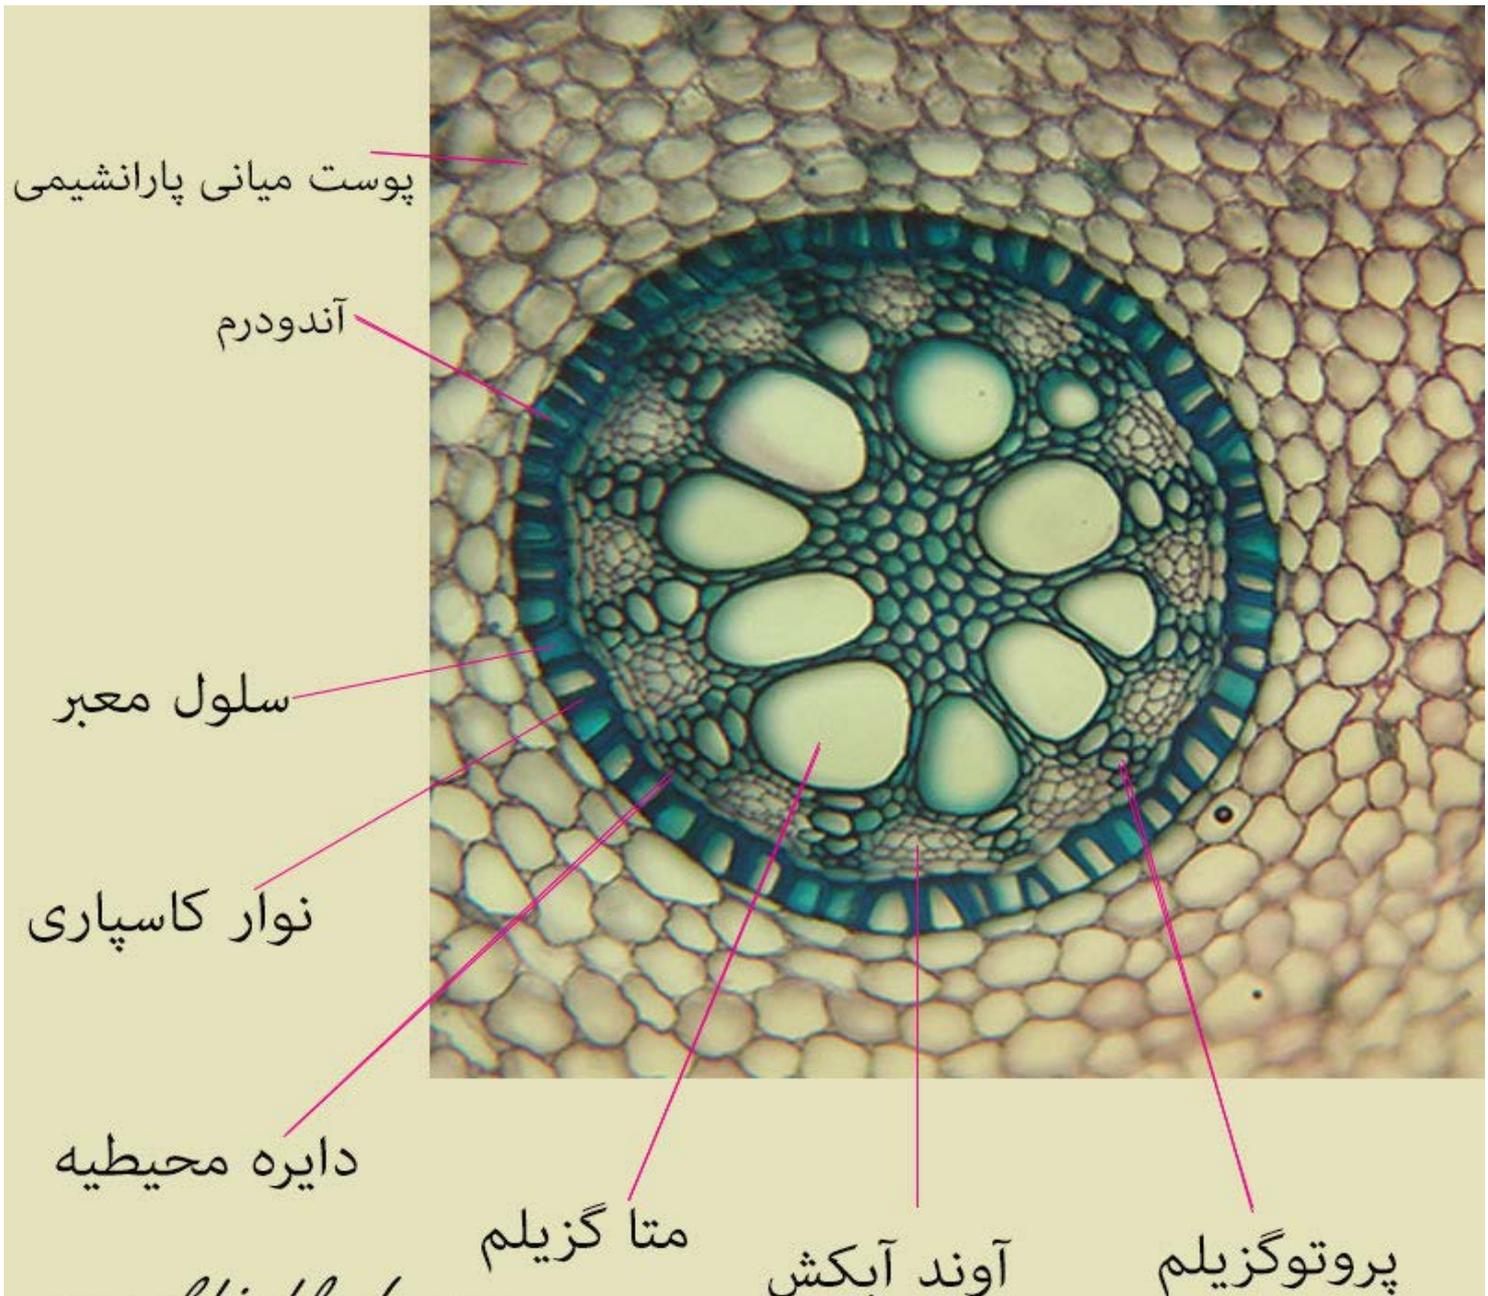 پوست میانی پارانشیمی
آندودرم
سلول معبر
نوار کاسپاری
دایره محیطیه
متا گزیلم
آوند آبکش
پروتوگزیلم